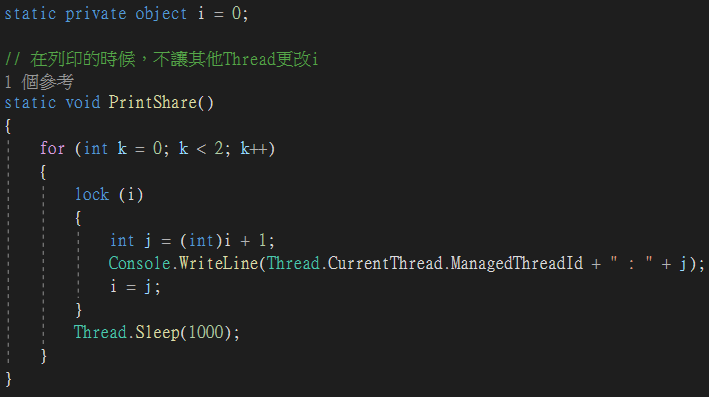 static private object i = 0;
// 在列印的時候，不讓其他Thread更改i
1 個參考
static void PrintShare()
{
for (int k = 0; k < 2; k++)
{
lock (i)
{
int j = (int)i + 1;
Console.WriteLine(Thread.CurrentThread.ManagedThreadId + " : " + j);
i = j;
}
Thread.Sleep(1000);
}
}